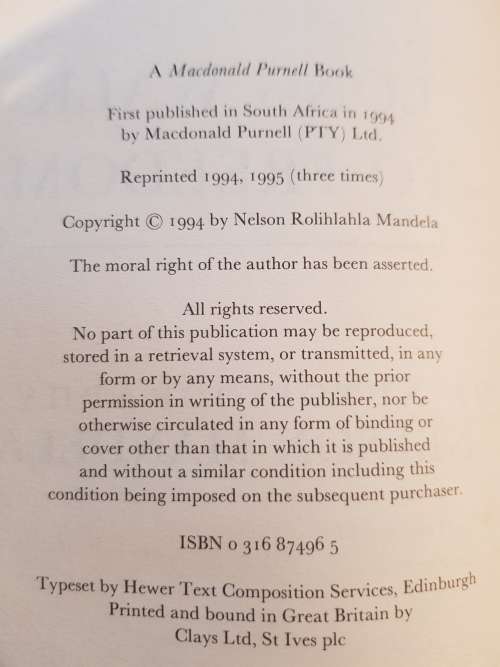 A Macdonald Purnell Book
First published in South Africa in 1994
by Macdonald Purnell (PTY) Ltd.
Reprinted 1994, 1995 (three times)
Copyright © 1994 by Nelson Rolihlahla Mandela
The moral right of the author has been asserted.
All rights reserved.
No part of this publication may be reproduced,
stored in a retrieval system, or transmitted, in any
form or by any means, without the prior
permission in writing of the publisher, nor be
otherwise circulated in any form of binding or
cover other than that in which it is published
and without a similar condition including this
condition being imposed on the subsequent purchaser.
ISBN 0 316 87496 5
Typeset by Hewer Text Composition Services, Edinburgh
Printed and bound in Great Britain by
Clays Ltd, St Ives plc